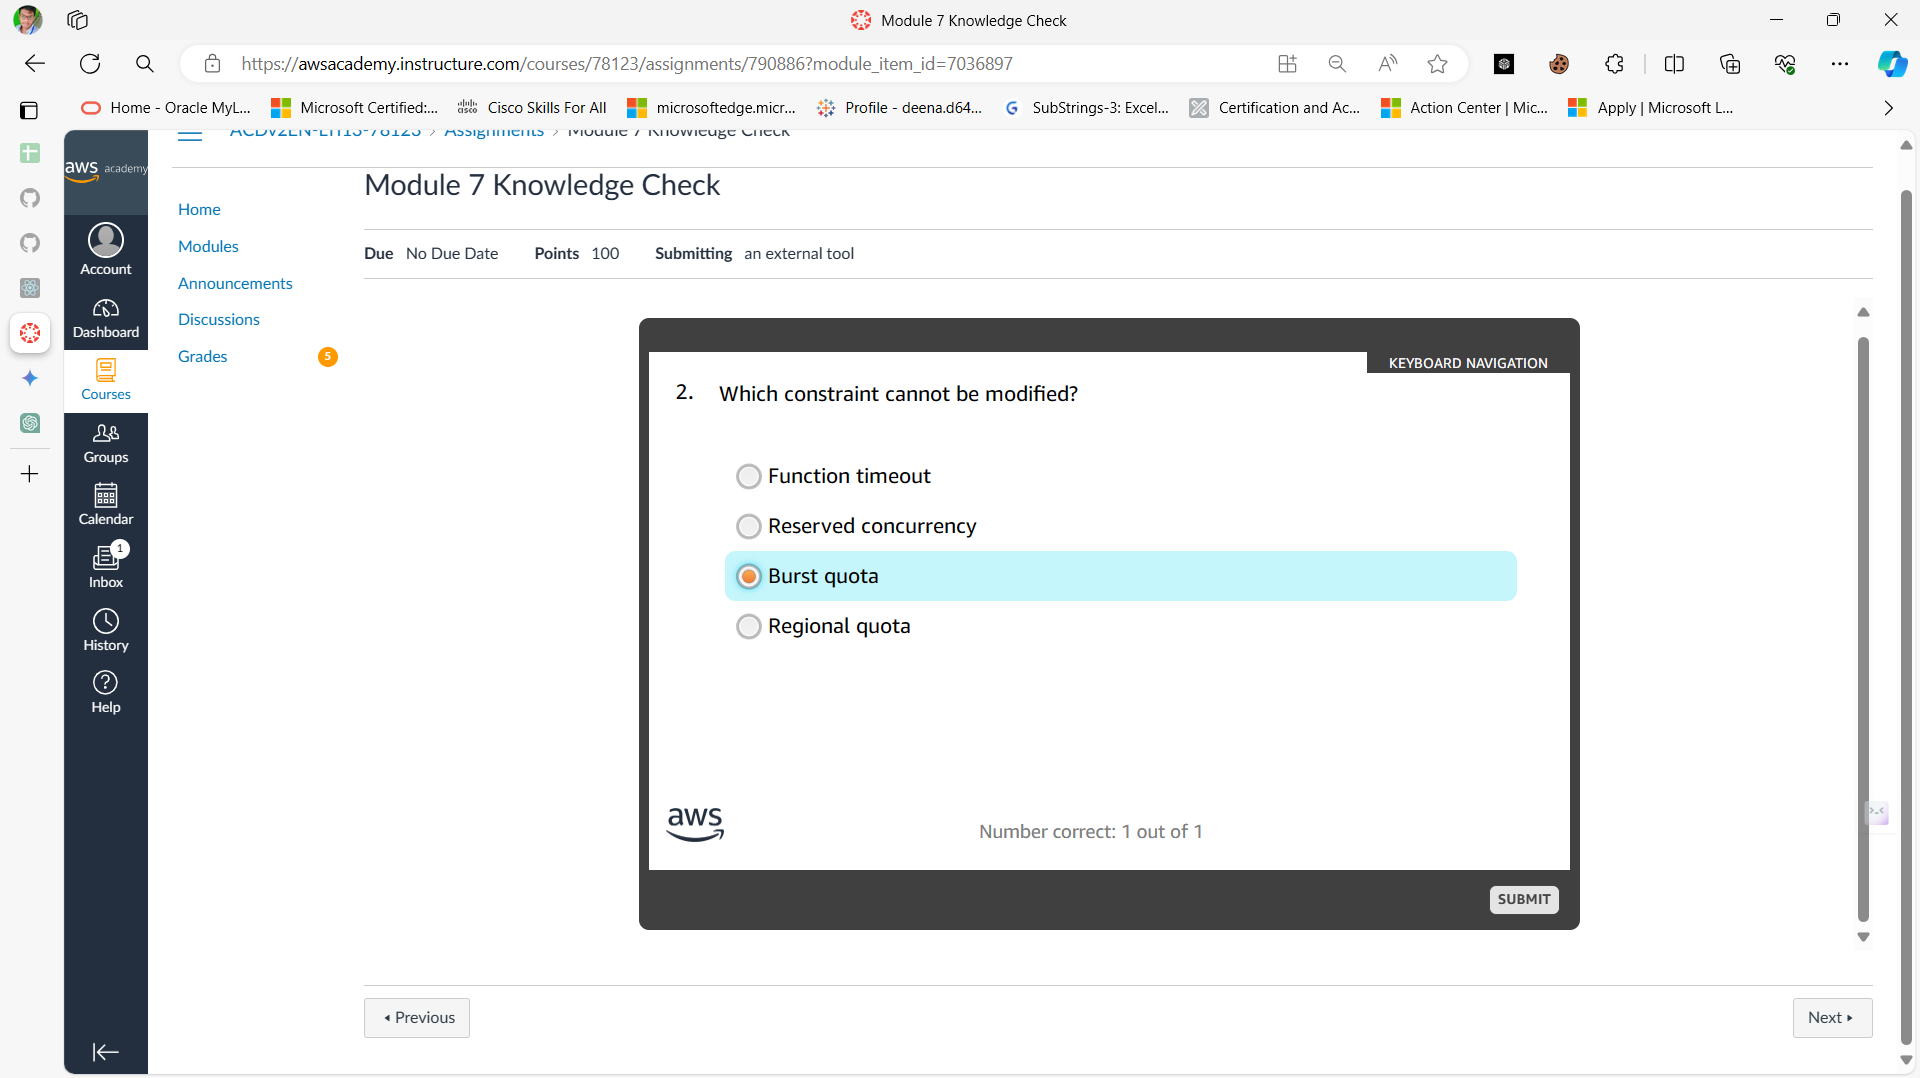 Module 7 Knowledge Check
https://awsacademy.instructure.com/courses/78123/assignments/790886?module_item_id=7036897
Home - Oracle MyL...
Microsoft Certified:...
Cisco Skills For All
microsoftedge.micr...
Profile - deena.d64...
SubStrings-3: Excel...
Certification and Ac...
Action Center | Mic...
Apply | Microsoft L...
ACDv2EN-LTI13-78123 › Assignments › Module 7 Knowledge Check
aws academy
Account
Dashboard
Courses
Groups
Calendar
1
Inbox
History
Help
Home
Modules
Announcements
Discussions
Grades
5
Module 7 Knowledge Check
Due No Due Date Points 100 Submitting an external tool
KEYBOARD NAVIGATION
2. Which constraint cannot be modified?
Function timeout
Reserved concurrency
Burst quota
Regional quota
aws
Number correct: 1 out of 1
SUBMIT
Previous
Next